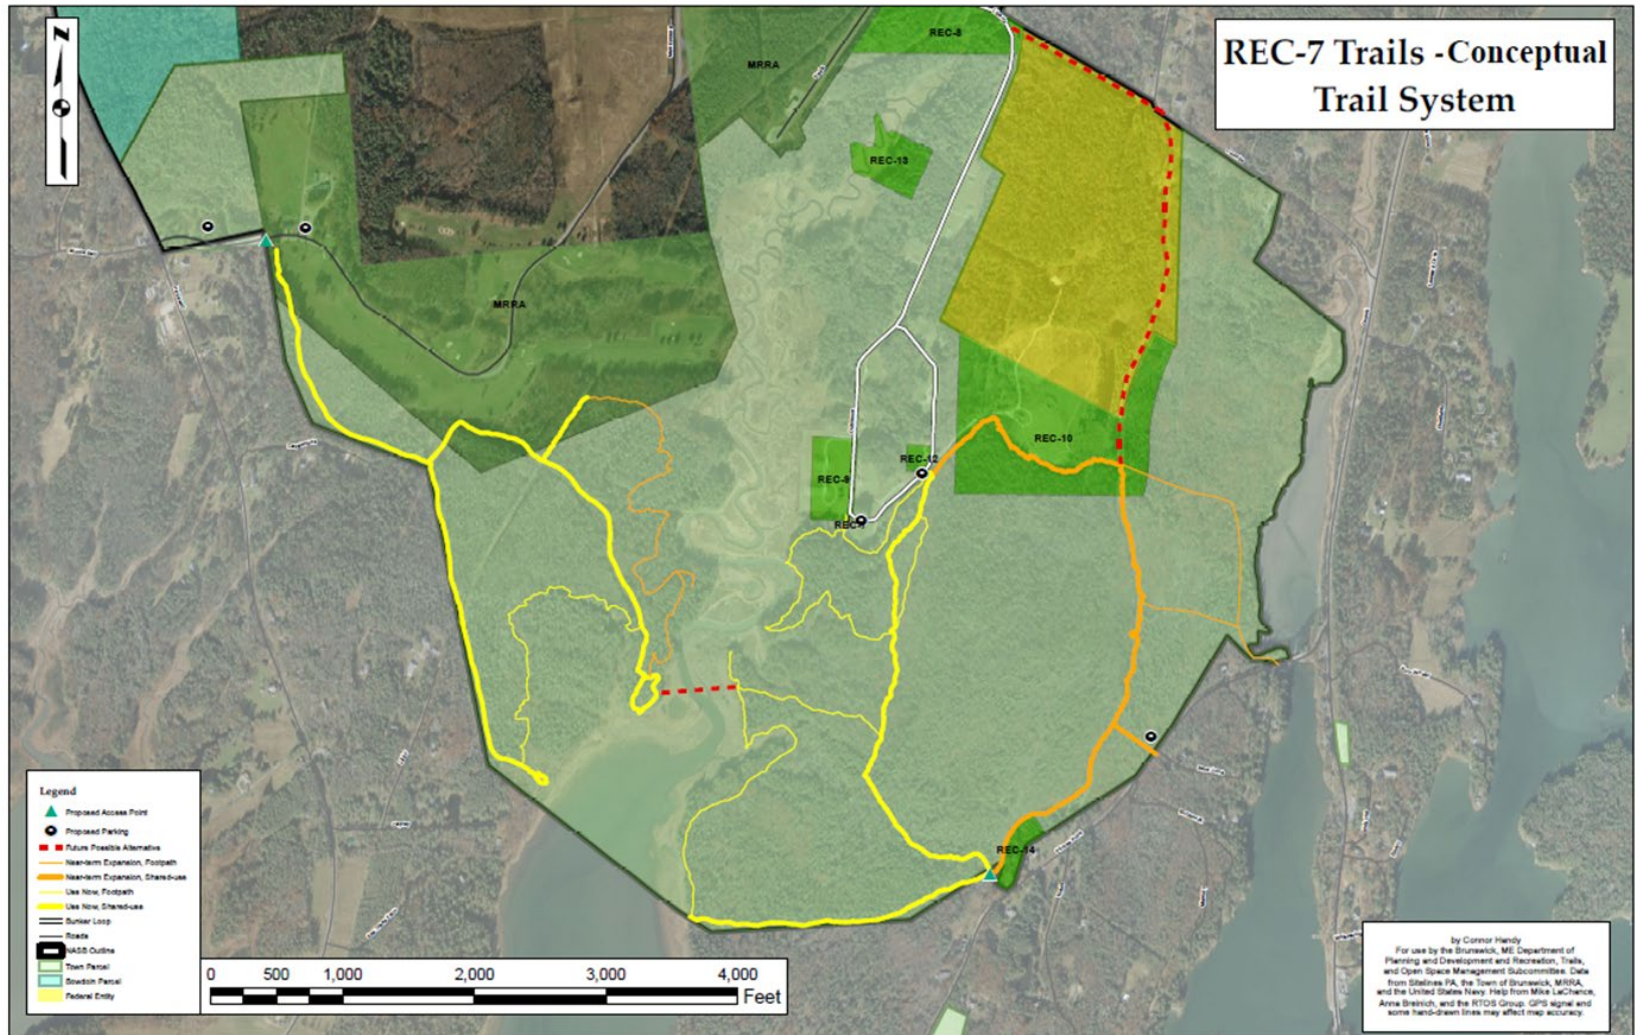 REC-7 Trails - Conceptual
Trail System
N
REC-8
MRRA
REC-13
MRRA
REC-10
REC-12
REC-9
REC-14
Legend
Proposed Access Point
Proposed Parking
Future Possible Alternative
Near-term Expansion, Footpath
Near-term Expansion, Shared-use
Use Now, Footpath
Use Now, Shared-use
Bunker Loop
Roads
NASB Outline
Town Parcel
Bowdoin Parcel
Federal Entity
0 500 1,000 2,000 3,000 4,000
Feet
by Connor Handy
For use by the Brunswick, ME Department of
Planning and Development and Recreation, Trails,
and Open Space Management Subcommittee. Data
from Sitelines PA, the Town of Brunswick, MRRA,
and the United States Navy. Help from Mike LaChance,
Anna Breinich, and the RTOS Group. GPS signal and
some hand-drawn lines may affect map accuracy.